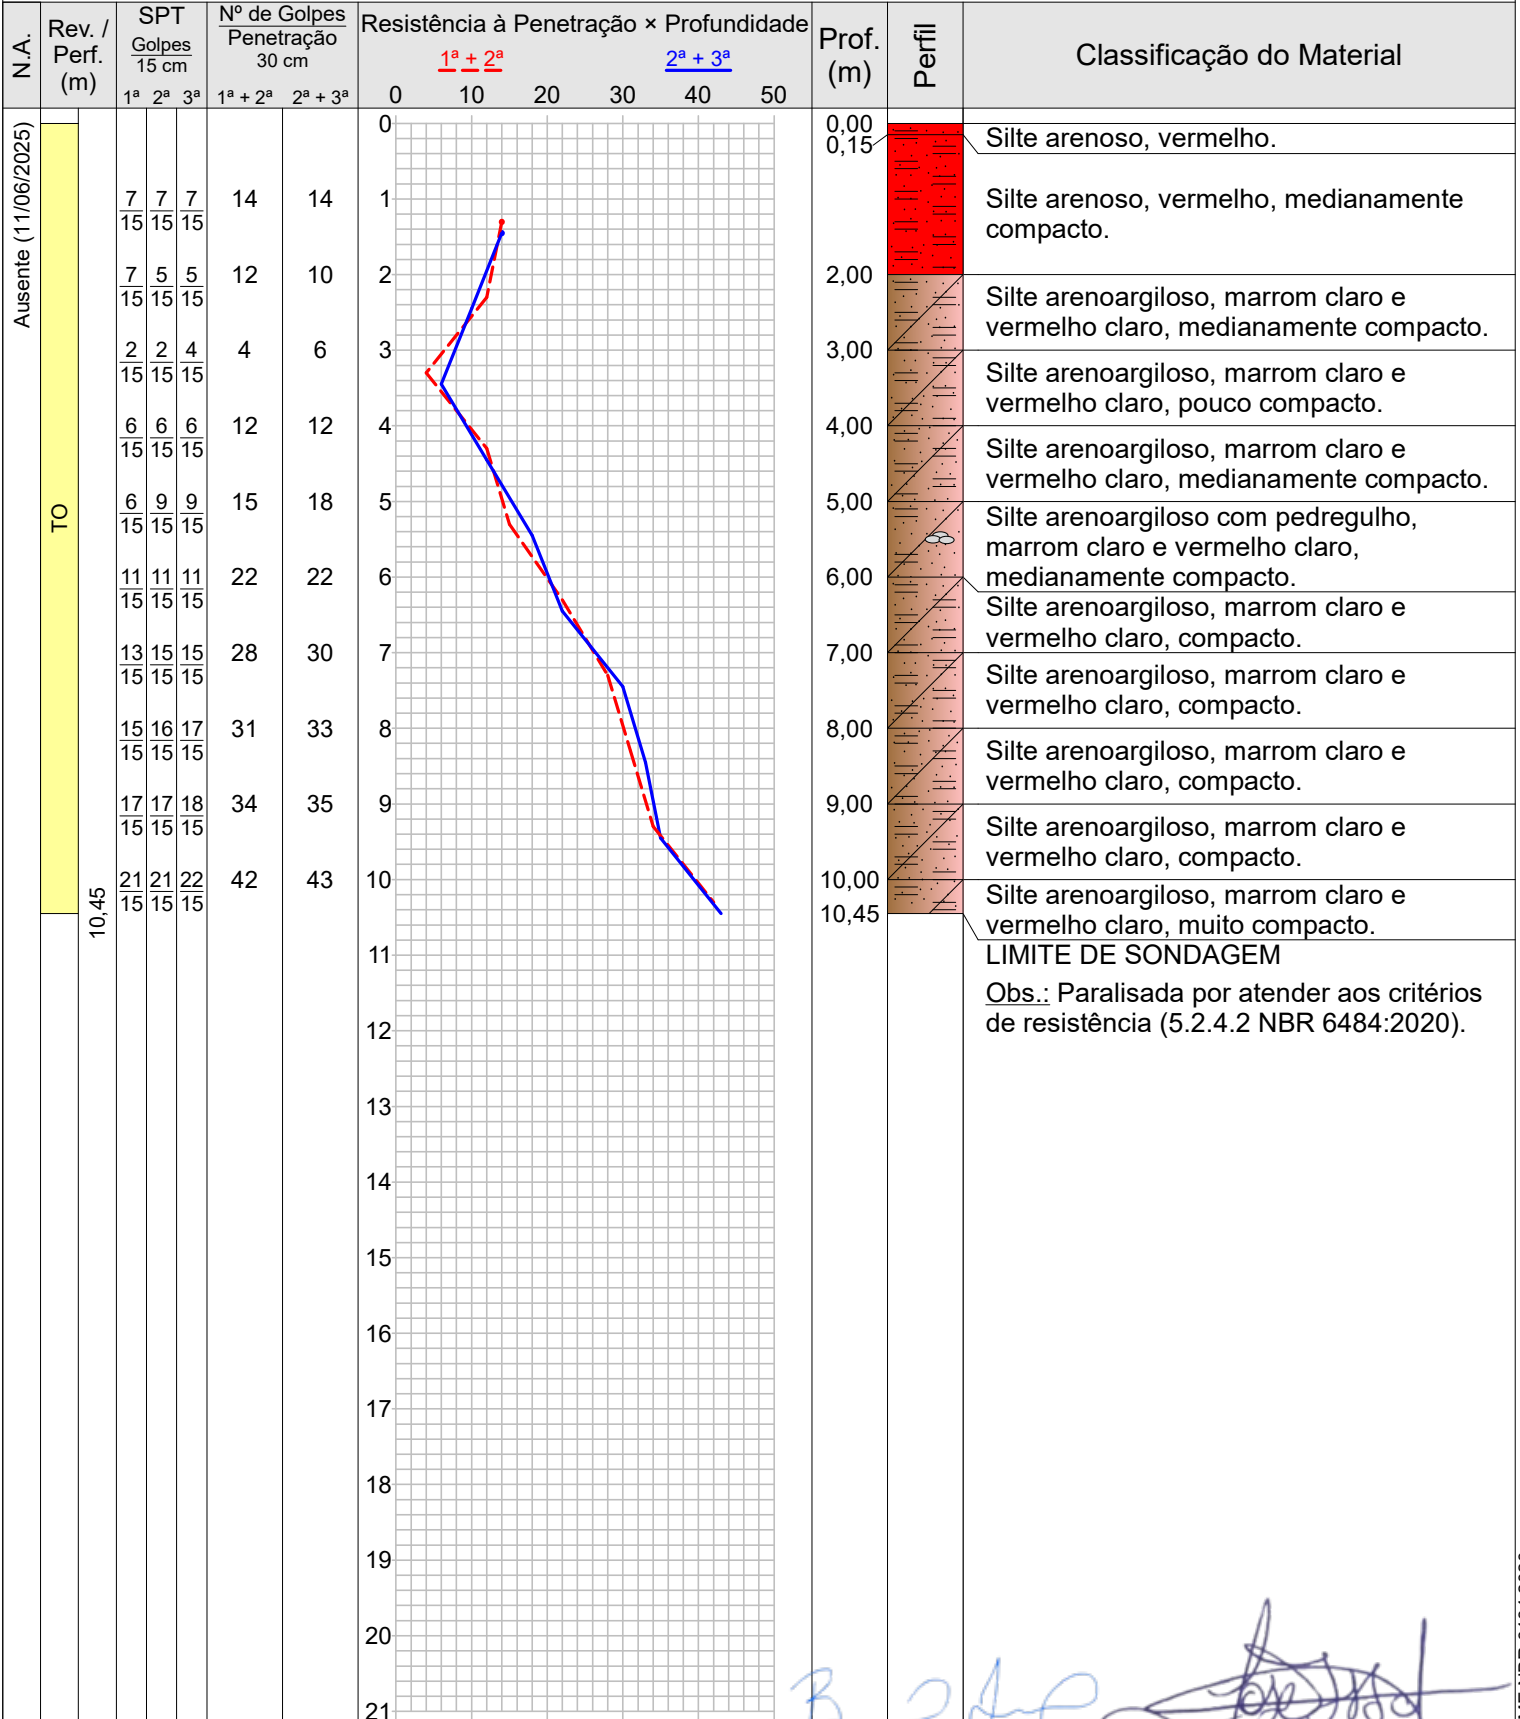 N.A.
Rev. /
Perf.
(m)
SPT
Golpes
15 cm
1ª 2ª 3ª
Nº de Golpes
Penetração
30 cm
1ª + 2ª 2ª + 3ª
Resistência à Penetração × Profundidade
1ª + 2ª 2ª + 3ª
0 10 20 30 40 50
Prof.
(m)
Perfil
Classificação do Material
Ausente (11/06/2025)
TO
10,45
7 7 7 14 14
15 15 15
7 5 5 12 10
15 15 15
2 2 4 4 6
15 15 15
6 6 6 12 12
15 15 15
6 9 9 15 18
15 15 15
11 11 11 22 22
15 15 15
13 15 15 28 30
15 15 15
15 16 17 31 33
15 15 15
17 17 18 34 35
15 15 15
21 21 22 42 43
15 15 15
0
1
2
3
4
5
6
7
8
9
10
11
12
13
14
15
16
17
18
19
20
21
0,00
0,15
2,00
3,00
4,00
5,00
6,00
7,00
8,00
9,00
10,00
10,45
Silte arenoso, vermelho.
Silte arenoso, vermelho, medianamente
compacto.
Silte arenoargiloso, marrom claro e
vermelho claro, medianamente compacto.
Silte arenoargiloso, marrom claro e
vermelho claro, pouco compacto.
Silte arenoargiloso, marrom claro e
vermelho claro, medianamente compacto.
Silte arenoargiloso com pedregulho,
marrom claro e vermelho claro,
medianamente compacto.
Silte arenoargiloso, marrom claro e
vermelho claro, compacto.
Silte arenoargiloso, marrom claro e
vermelho claro, compacto.
Silte arenoargiloso, marrom claro e
vermelho claro, compacto.
Silte arenoargiloso, marrom claro e
vermelho claro, compacto.
Silte arenoargiloso, marrom claro e
vermelho claro, muito compacto.
LIMITE DE SONDAGEM
Obs.: Paralisada por atender aos critérios
de resistência (5.2.4.2 NBR 6484:2020).